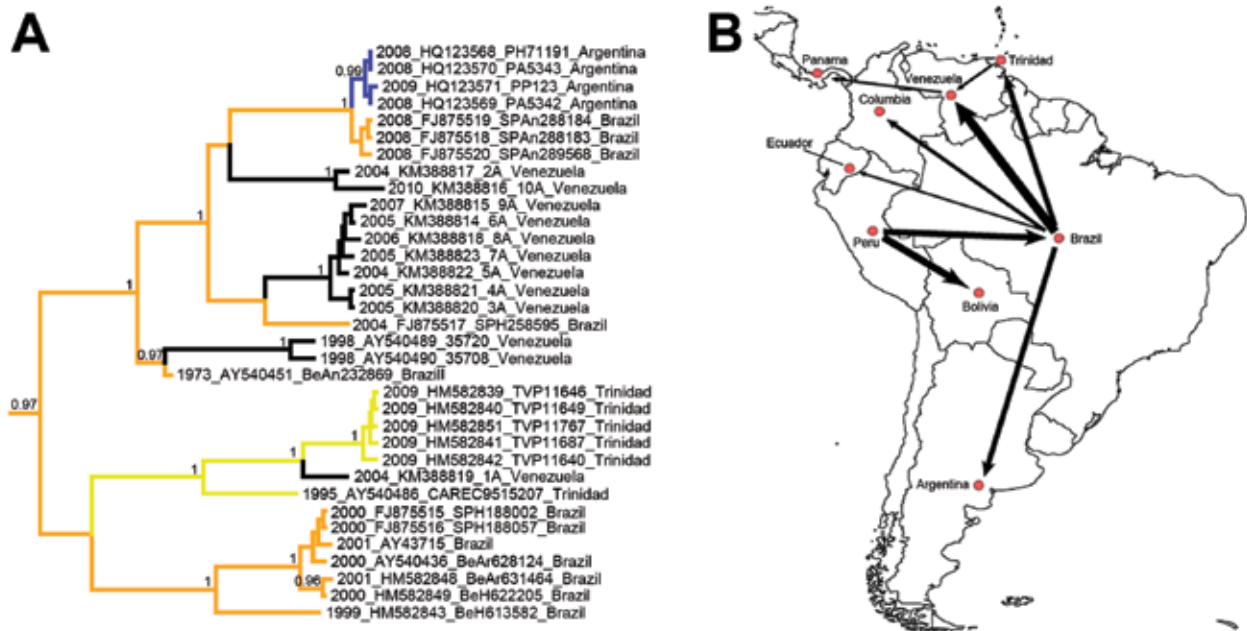 A
2008_HQ123568_PH71191_Argentina
2008_HQ123570_PA5343_Argentina
0.99
2009_HQ123571_PP123_Argentina
2008_HQ123569_PA5342_Argentina
1
2008_FJ875519_SPAn288184_Brazil
2008_FJ875518_SPAn288183_Brazil
2008_FJ875520_SPAn289568_Brazil
2004_KM388817_2A_Venezuela
1
2010_KM388816_10A_Venezuela
2007_KM388815_9A_Venezuela
1
2005_KM388814_6A_Venezuela
2006_KM388818_8A_Venezuela
2005_KM388823_7A_Venezuela
1
2004_KM388822_5A_Venezuela
1
2005_KM388821_4A_Venezuela
2005_KM388820_3A_Venezuela
2004_FJ875517_SPH258595_Brazil
1998_AY540489_35720_Venezuela
1
0.97
1998_AY540490_35708_Venezuela
1973_AY540451_BeAn232869_Brazill
2009_HM582839_TVP11646_Trinidad
0.97
2009_HM582840_TVP11649_Trinidad
2009_HM582851_TVP11767_Trinidad
1
2009_HM582841_TVP11687_Trinidad
1
2009_HM582842_TVP11640_Trinidad
1
2004_KM388819_1A_Venezuela
1995_AY540486_CAREC9515207_Trinidad
2000_FJ875515_SPH188002_Brazil
2000_FJ875516_SPH188057_Brazil
2001_AY43715_Brazil
1
2000_AY540436_BeAr628124_Brazil
1
0.96
2001_HM582848_BeAr631464_Brazil
2000_HM582849_BeH622205_Brazil
1999_HM582843_BeH613582_Brazil
B
Panama
Trinidad
Venezuela
Columbia
Ecuador
Peru
Brazil
Bolivia
Argentina